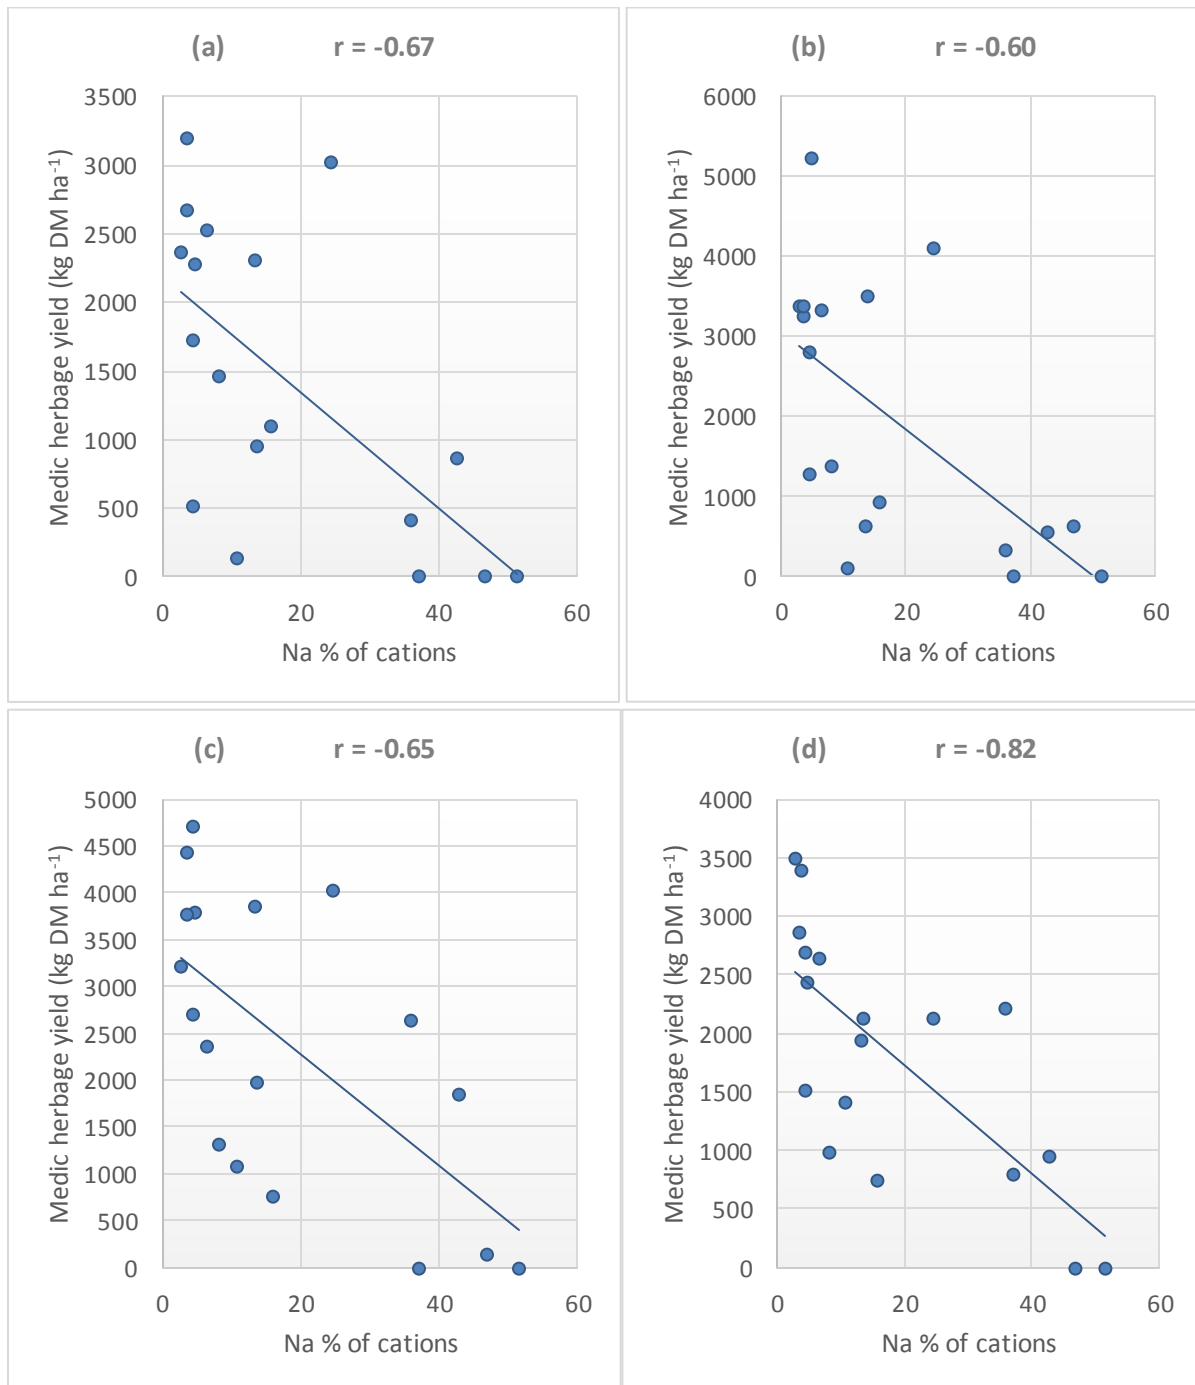 (a) r = -0.67
Medic herbage yield (kg DM ha⁻¹)
3500
3000
2500
2000
1500
1000
500
0
0 20 40 60
Na % of cations
(b) r = -0.60
Medic herbage yield (kg DM ha⁻¹)
6000
5000
4000
3000
2000
1000
0
0 20 40 60
Na % of cations
(c) r = -0.65
Medic herbage yield (kg DM ha⁻¹)
5000
4500
4000
3500
3000
2500
2000
1500
1000
500
0
0 20 40 60
Na % of cations
(d) r = -0.82
Medic herbage yield (kg DM ha⁻¹)
4000
3500
3000
2500
2000
1500
1000
500
0
0 20 40 60
Na % of cations